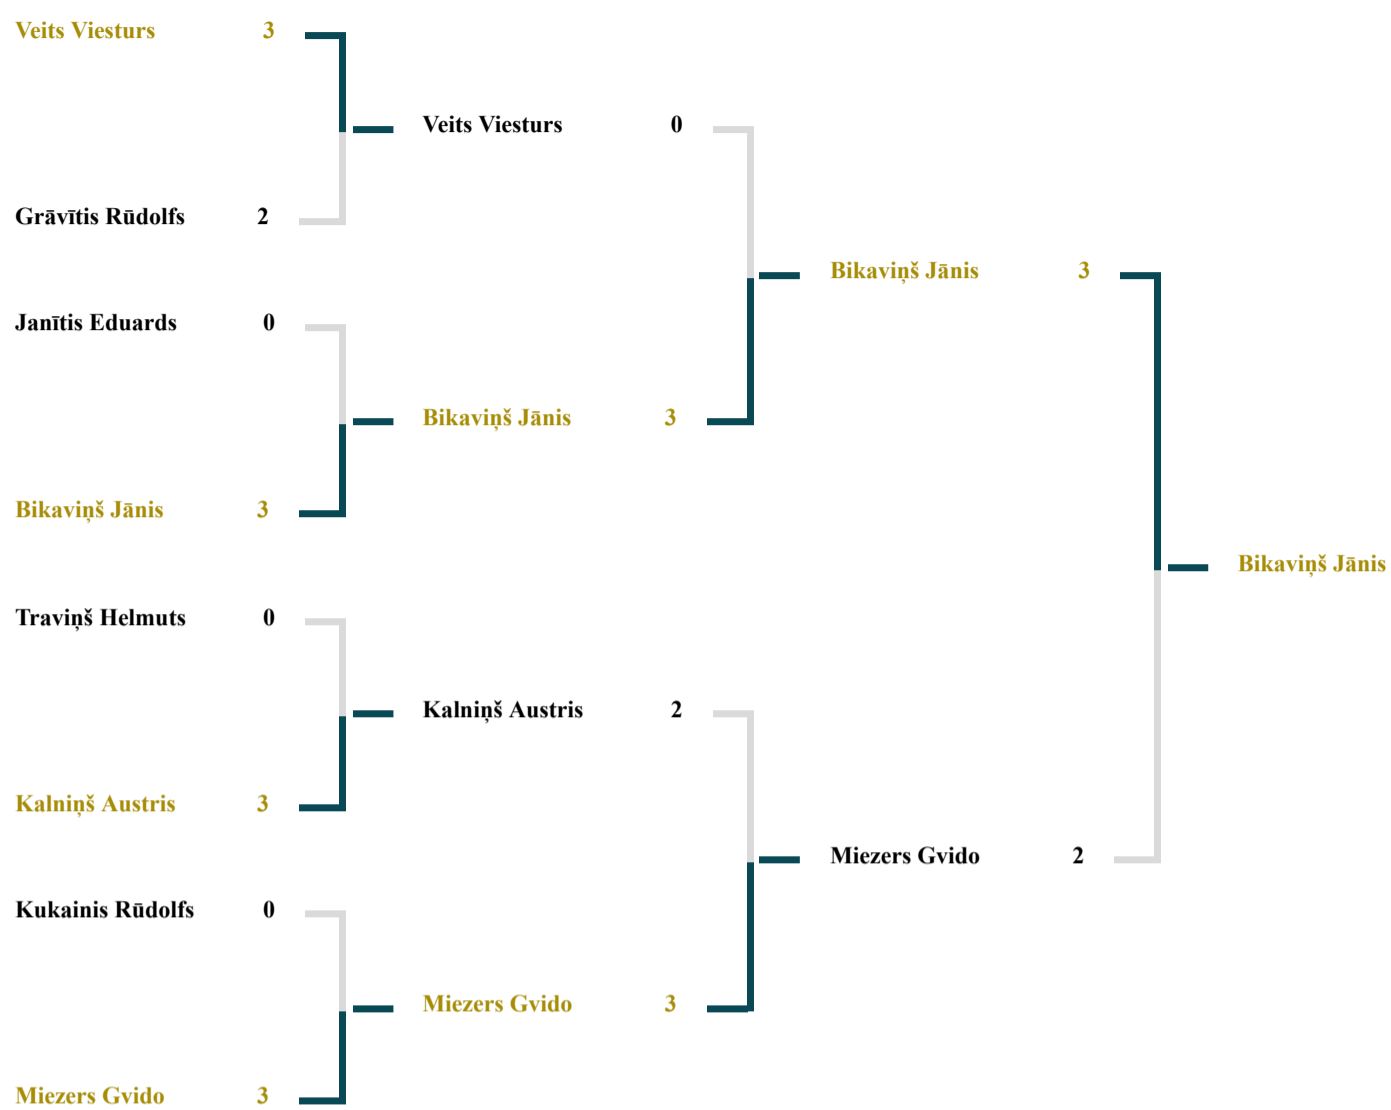 Veits Viesturs 3
Grāvītis Rūdolfs 2
Janītis Eduards 0
Bikaviņš Jānis 3
Traviņš Helmuts 0
Kalniņš Austris 3
Kukainis Rūdolfs 0
Miezers Gvido 3
Veits Viesturs 0
Bikaviņš Jānis 3
Kalniņš Austris 2
Miezers Gvido 3
Bikaviņš Jānis 3
Miezers Gvido 2
Bikaviņš Jānis